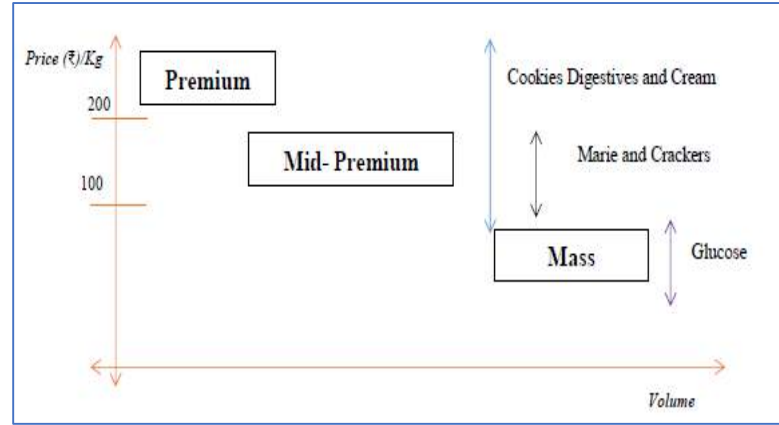 Price (₹)/Kg
Premium
Cookies Digestives and Cream
200
Mid- Premium
Marie and Crackers
100
Mass
Glucose
Volume